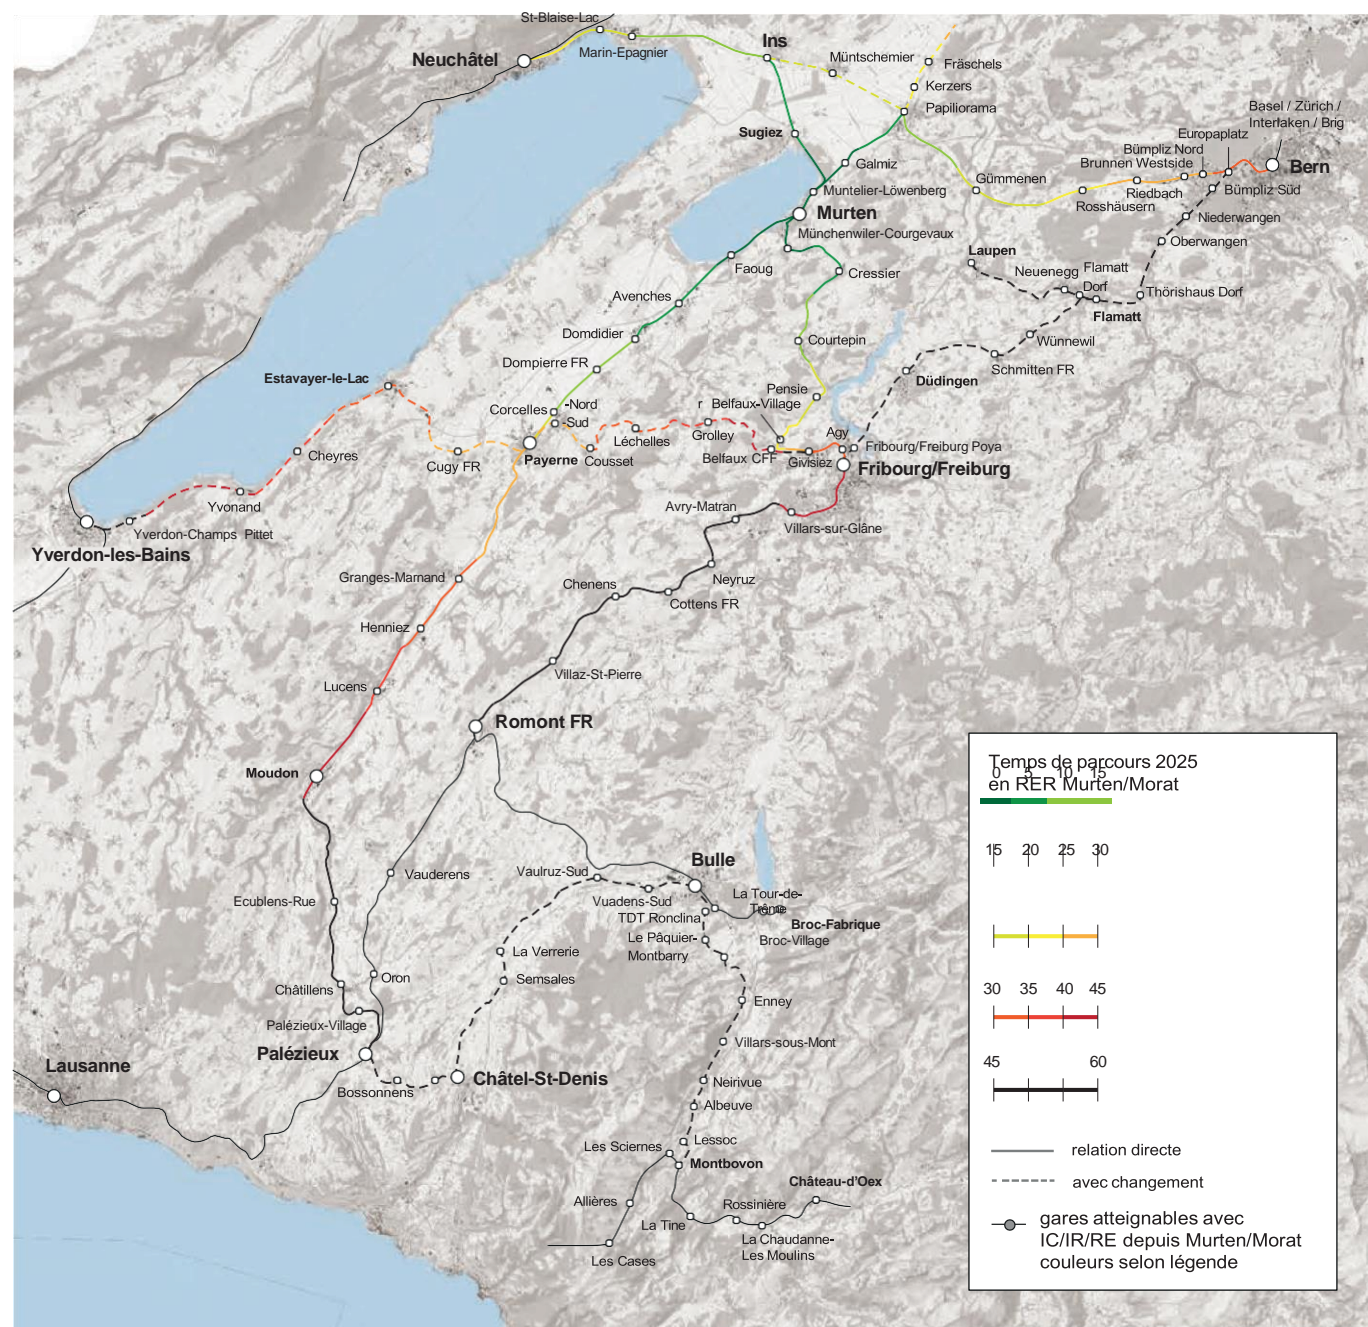 St-Blaise-Lac
Neuchâtel
Marin-Epagnier
Ins
Müntschemier
Fräschels
Kerzers
Papiliorama
Basel / Zürich /
Interlaken / Brig
Europaplatz
Bümpliz Nord
Brunnen Westside
Bern
Sugiez
Galmiz
Gümmenen
Riedbach
Rosshäusern
Bümpliz Süd
Muntelier-Löwenberg
Murten
Niederwangen
Münchenwiler-Courgevaux
Oberwangen
Laupen
Faoug
Cressier
Neuenegg
Flamatt
Dorf
Thörishaus Dorf
Flamatt
Avenches
Domdidier
Courtepin
Wünnewil
Dompierre FR
Schmitten FR
Düdingen
Estavayer-le-Lac
Pensie
r
Belfaux-Village
Corcelles
-Nord
-Sud
Agy
Léchelles
Grolley
Fribourg/Freiburg Poya
Cheyres
Cugy FR
Payerne
Cousset
Belfaux CFF
Givisiez
Fribourg/Freiburg
Yvonand
Avry-Matran
Villars-sur-Glâne
Yverdon-Champs Pittet
Yverdon-les-Bains
Granges-Marnand
Chenens
Neyruz
Cottens FR
Henniez
Villaz-St-Pierre
Lucens
Romont FR
Moudon
Temps de parcours 2025
0 5 10 15
en RER Murten/Morat
15 20 25 30
Bulle
Vauderens
Vaulruz-Sud
Vuadens-Sud
La Tour-de-
Trême
Ecublens-Rue
TDT Ronclina
Broc-Fabrique
Le Pâquier-
Montbarry
Broc-Village
La Verrerie
Oron
Semsales
Châtillens
30 35 40 45
Enney
Palézieux-Village
Villars-sous-Mont
Palézieux
Lausanne
Châtel-St-Denis
45 60
Neirivue
Bossonnens
Albeuve
Lessoc
Les Sciernes
relation directe
Montbovon
avec changement
Château-d'Oex
Allières
Rossinière
La Tine
gares atteignables avec
IC/IR/RE depuis Murten/Morat
couleurs selon légende
La Chaudanne-
Les Moulins
Les Cases